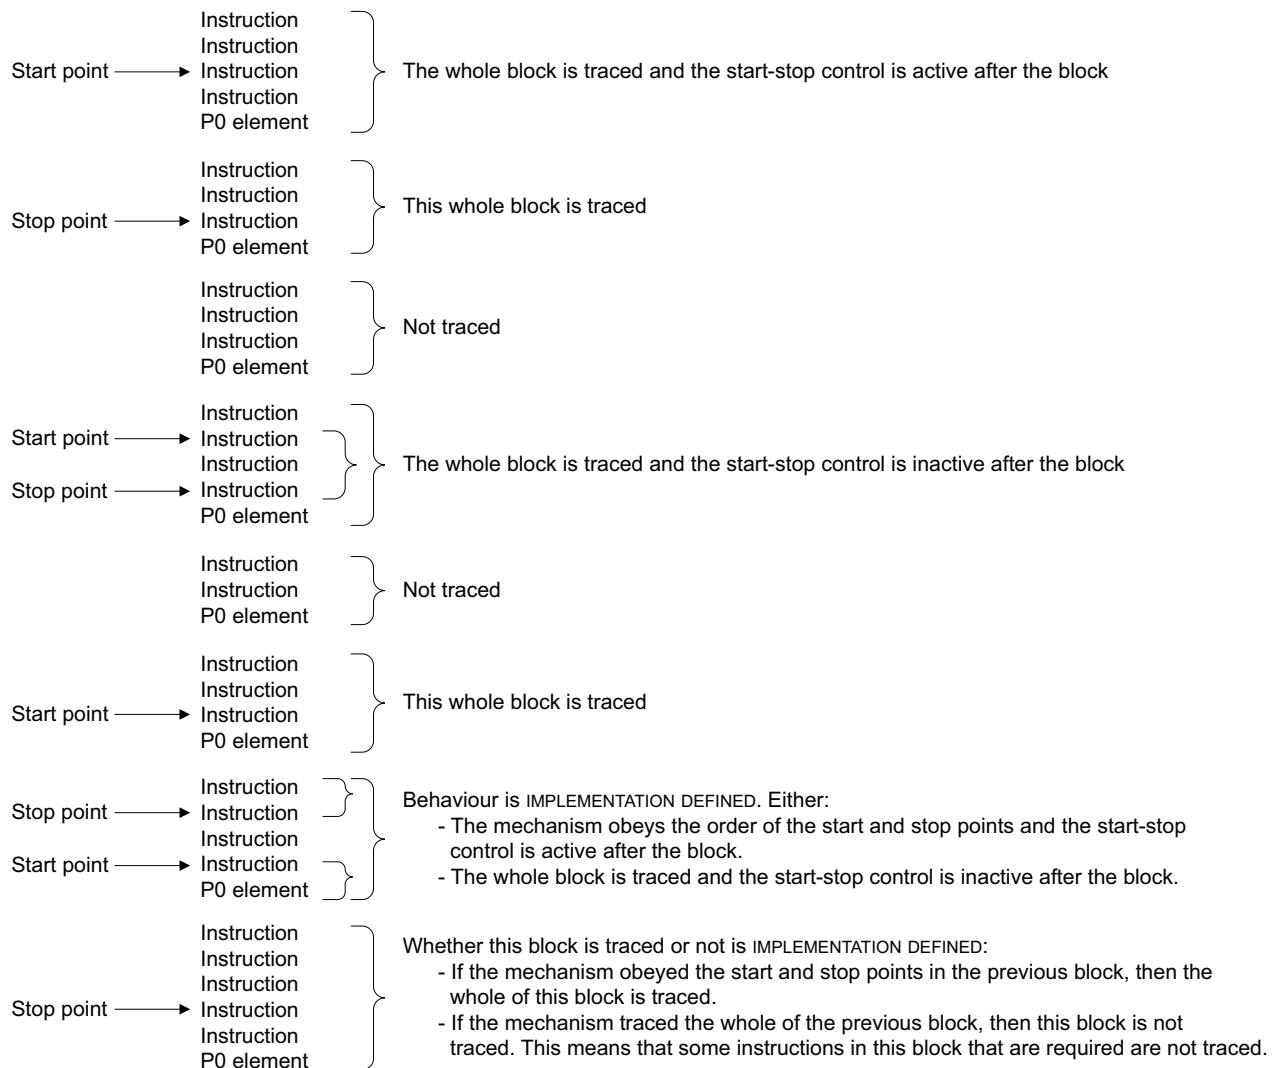 Instruction
Instruction
Start point Instruction The whole block is traced and the start-stop control is active after the block
Instruction
P0 element
Instruction
Instruction This whole block is traced
Stop point Instruction
P0 element
Instruction
Instruction Not traced
Instruction
P0 element
Instruction
Start point Instruction
Instruction The whole block is traced and the start-stop control is inactive after the block
Stop point Instruction
P0 element
Instruction
Instruction Not traced
P0 element
Instruction
Instruction This whole block is traced
Start point Instruction
P0 element
Instruction Behaviour is IMPLEMENTATION DEFINED. Either:
Stop point Instruction - The mechanism obeys the order of the start and stop points and the start-stop
Instruction control is active after the block.
Start point Instruction - The whole block is traced and the start-stop control is inactive after the block.
P0 element
Instruction Whether this block is traced or not is IMPLEMENTATION DEFINED:
Instruction - If the mechanism obeyed the start and stop points in the previous block, then the
Instruction whole of this block is traced.
Stop point Instruction - If the mechanism traced the whole of the previous block, then this block is not
Instruction traced. This means that some instructions in this block that are required are not traced.
P0 element